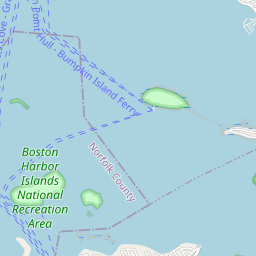 Hull - Bumpkin Island Ferry
Norfolk County
Boston
Harbor
Islands
National
Recreation
Area